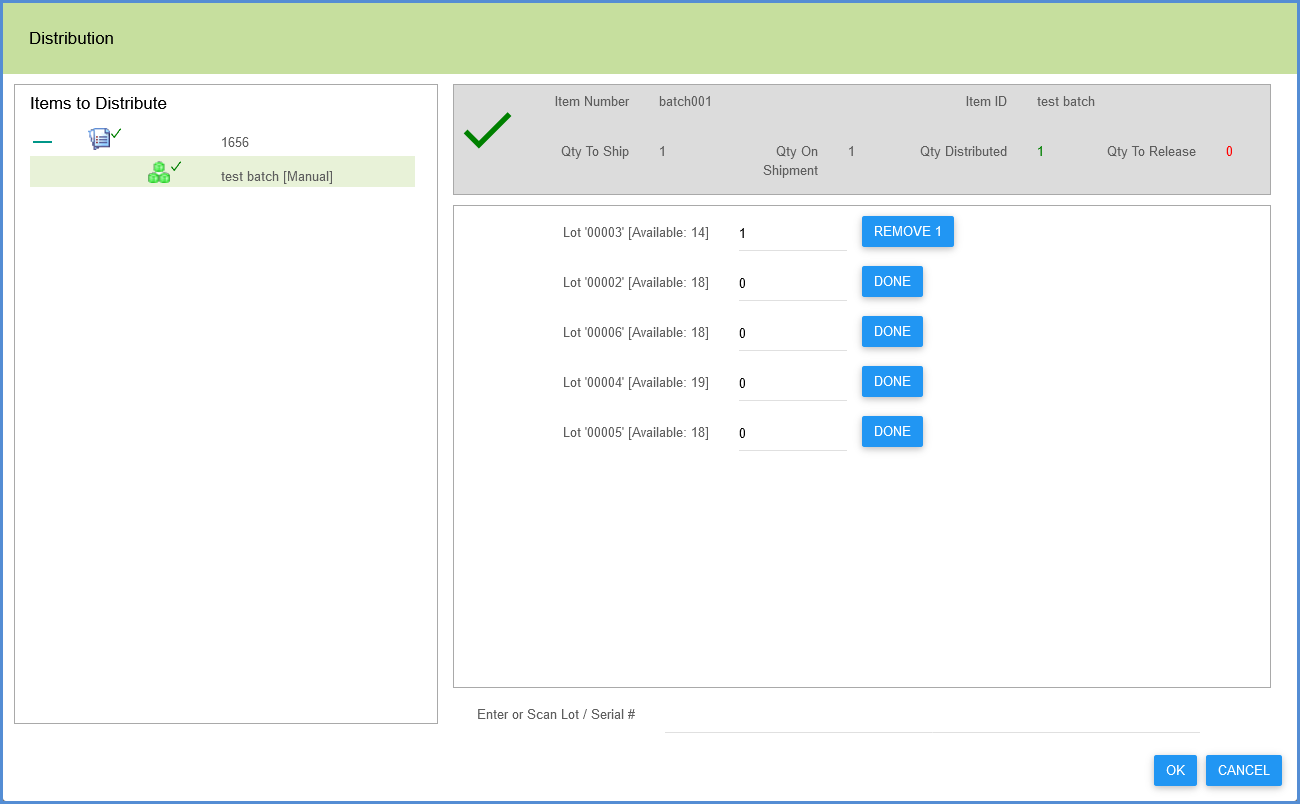 Distribution
Items to Distribute
1656
test batch [Manual]
Item Number batch001 Item ID test batch
Qty To Ship 1 Qty On Shipment 1 Qty Distributed 1 Qty To Release 0
Lot '00003' [Available: 14] 1 REMOVE 1
Lot '00002' [Available: 18] 0 DONE
Lot '00006' [Available: 18] 0 DONE
Lot '00004' [Available: 19] 0 DONE
Lot '00005' [Available: 18] 0 DONE
Enter or Scan Lot / Serial #
OK CANCEL